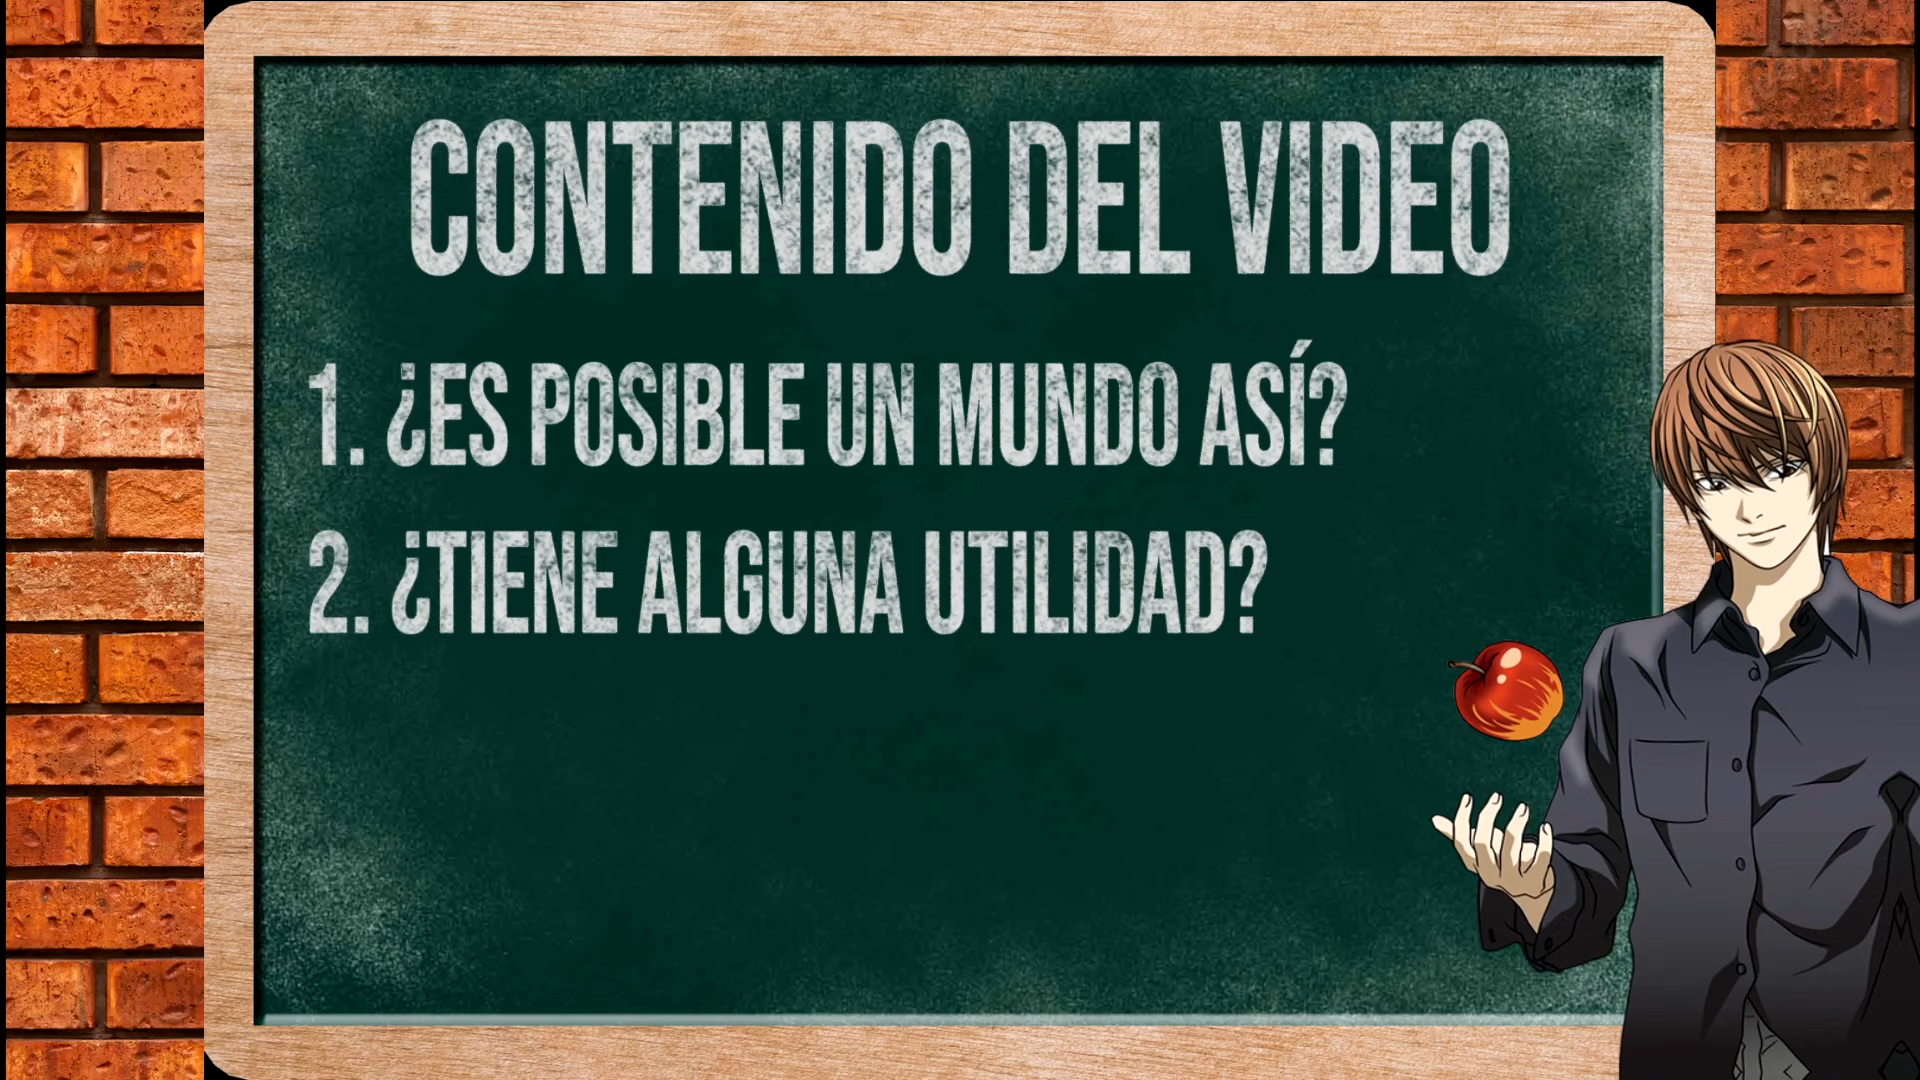 CONTENIDO DEL VIDEO
1. ¿ES POSIBLE UN MUNDO ASÍ?
2. ¿TIENE ALGUNA UTILIDAD?